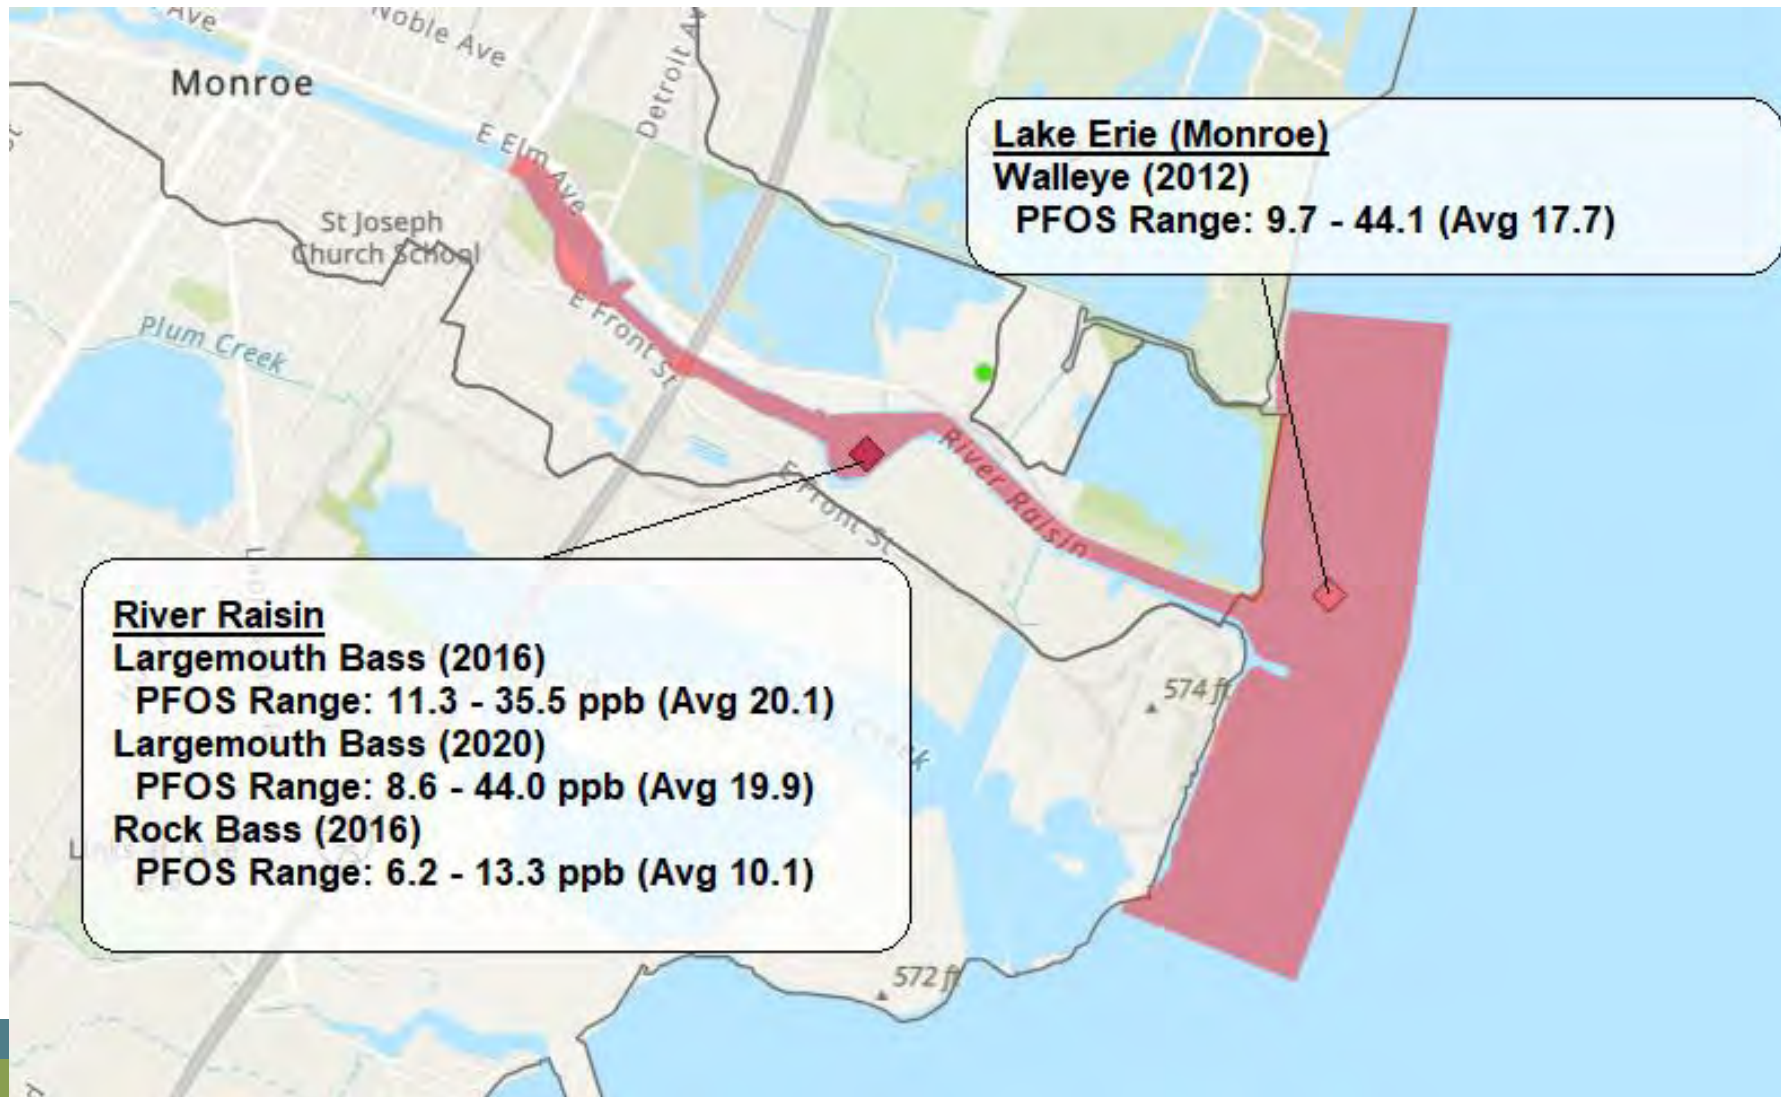 Ave
Noble Ave
Monroe
Detroit Av
E Elm Ave
Lake Erie (Monroe)
Walleye (2012)
PFOS Range: 9.7 - 44.1 (Avg 17.7)
St Joseph
Church School
E Front St
Plum Creek
River Raisin
E Front St
River Raisin
Largemouth Bass (2016)
PFOS Range: 11.3 - 35.5 ppb (Avg 20.1)
Largemouth Bass (2020)
PFOS Range: 8.6 - 44.0 ppb (Avg 19.9)
Rock Bass (2016)
PFOS Range: 6.2 - 13.3 ppb (Avg 10.1)
574 ft
572 ft